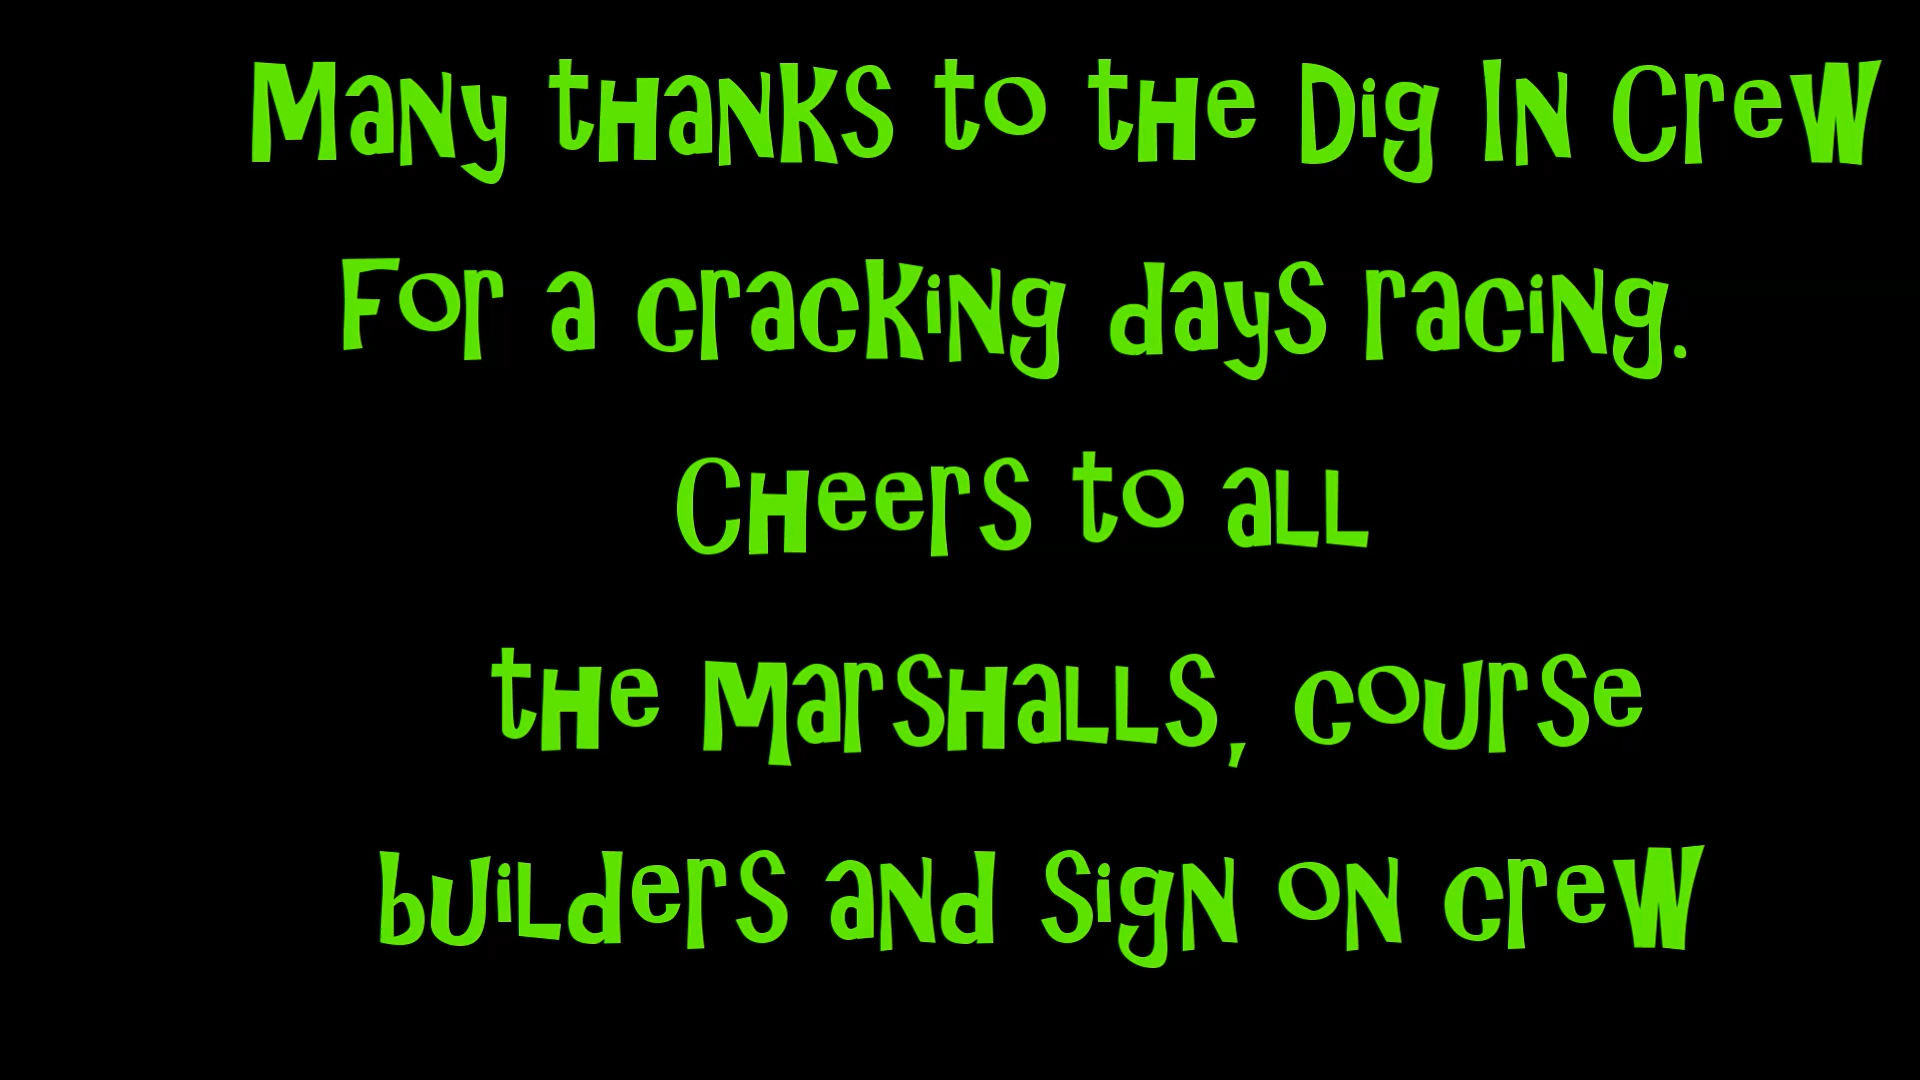 Many thanks to the Dig In Crew
For a cracking days racing.
Cheers to all
the Marshalls, course
builders and sign on crew